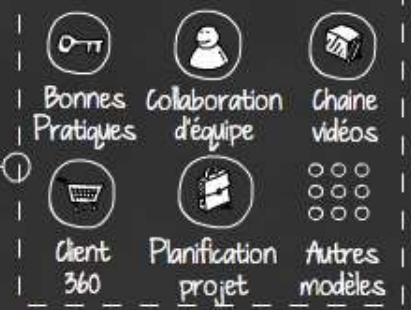 Bonnes Pratiques
Collaboration d'équipe
Chaine vidéos
Client 360
Planification projet
Autres modèles